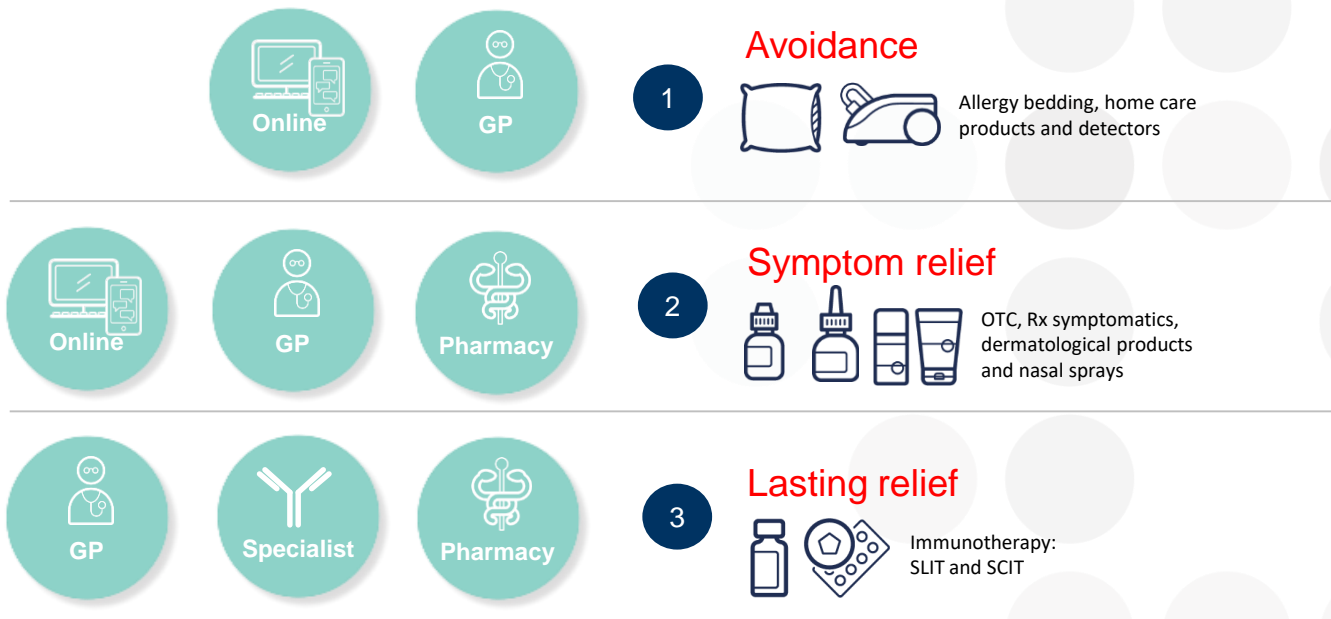 Online
GP
1
Avoidance
Allergy bedding, home care
products and detectors
Online
GP
Pharmacy
2
Symptom relief
OTC, Rx symptomatics,
dermatological products
and nasal sprays
GP
Specialist
Pharmacy
3
Lasting relief
Immunotherapy:
SLIT and SCIT